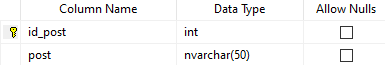 Column Name Data Type Allow Nulls
id_post int
post nvarchar(50)